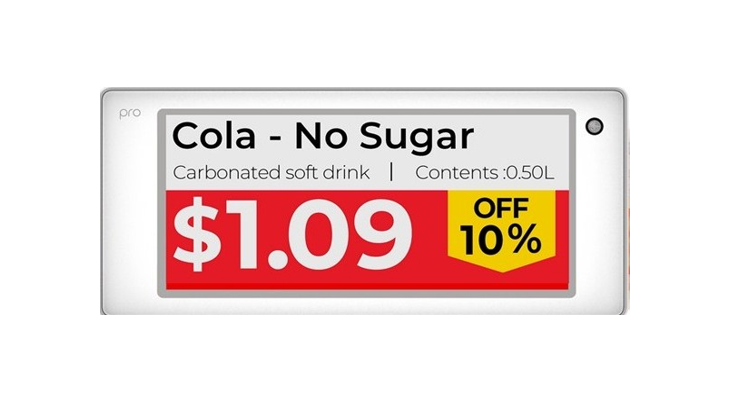 pro
Cola - No Sugar
Carbonated soft drink | Contents :0.50L
$1.09
OFF
10%